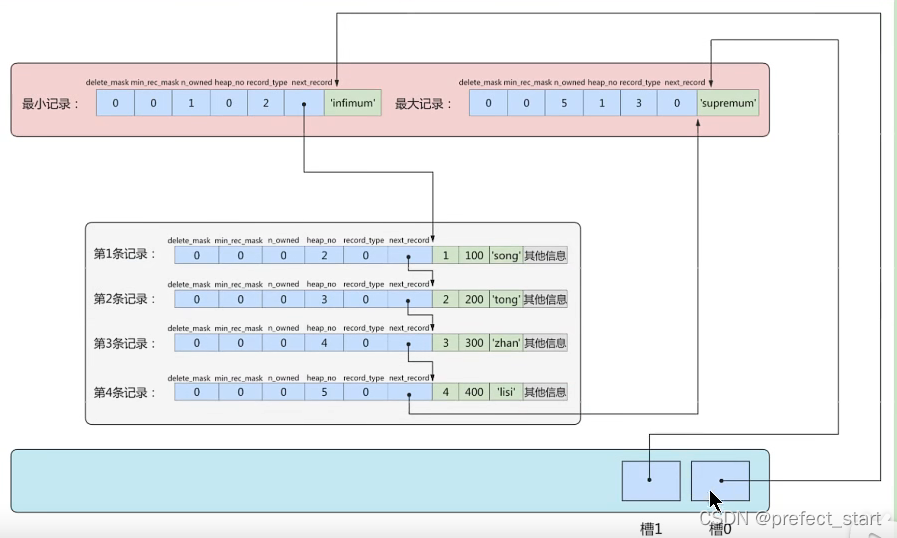 delete_mask min_rec_mask n_owned heap_no record_type next_record
最小记录： 0 0 1 0 2 'infimum'
delete_mask min_rec_mask n_owned heap_no record_type next_record
最大记录： 0 0 5 1 3 0 'supremum'
delete_mask min_rec_mask n_owned heap_no record_type next_record
第1条记录： 0 0 0 2 0 1 100 'song' 其他信息
delete_mask min_rec_mask n_owned heap_no record_type next_record
第2条记录： 0 0 0 3 0 2 200 'tong' 其他信息
delete_mask min_rec_mask n_owned heap_no record_type next_record
第3条记录： 0 0 0 4 0 3 300 'zhan' 其他信息
delete_mask min_rec_mask n_owned heap_no record_type next_record
第4条记录： 0 0 0 5 0 4 400 'lisi' 其他信息
槽1 槽0
CSDN @prefect_start